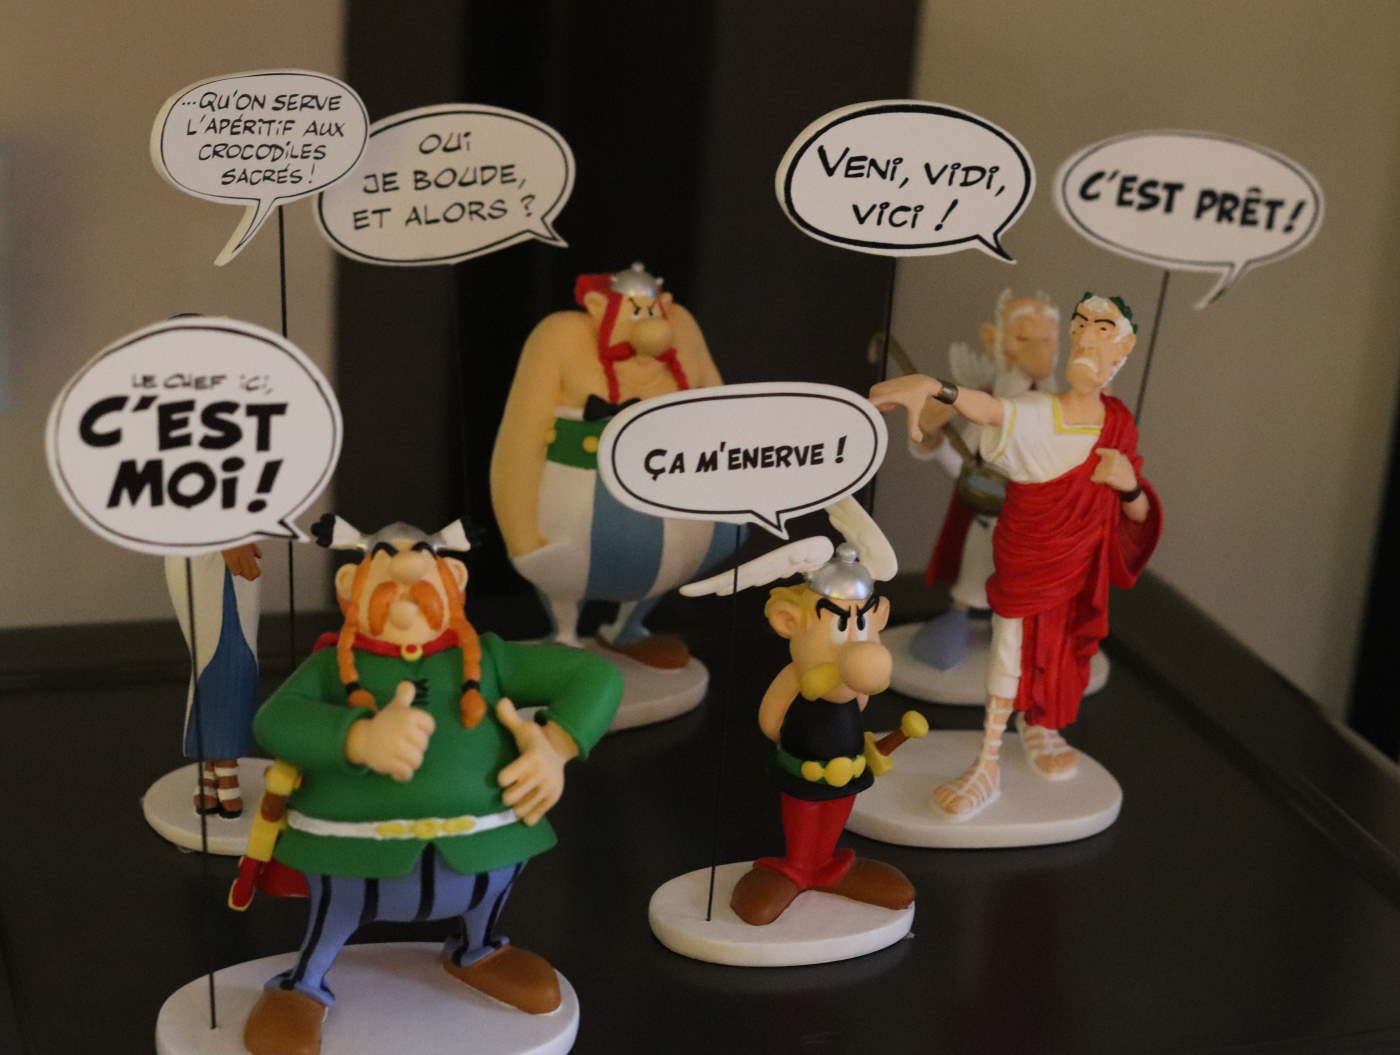 ...QU'ON SERVE
L'APÉRITIF AUX
CROCODILES
SACRÉS !
OUI
JE BOUDE,
ET ALORS ?
VENI, VIDI,
VICI !
C'EST PRÊT !
LE CHEF ICI,
C'EST
MOI !
ÇA M'ENERVE !